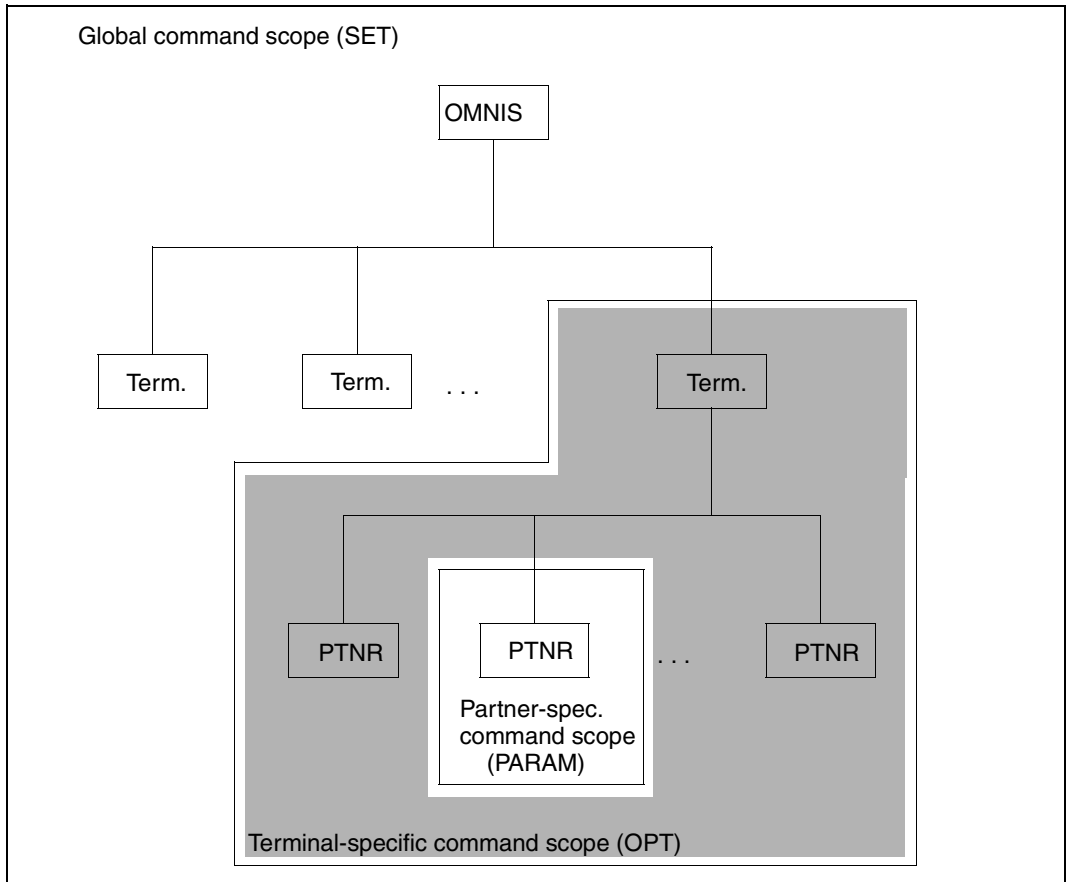 Global command scope (SET)
OMNIS
Term.
Term.
. . .
Term.
PTNR
PTNR
. . .
PTNR
Partner-spec.
command scope
(PARAM)
Terminal-specific command scope (OPT)